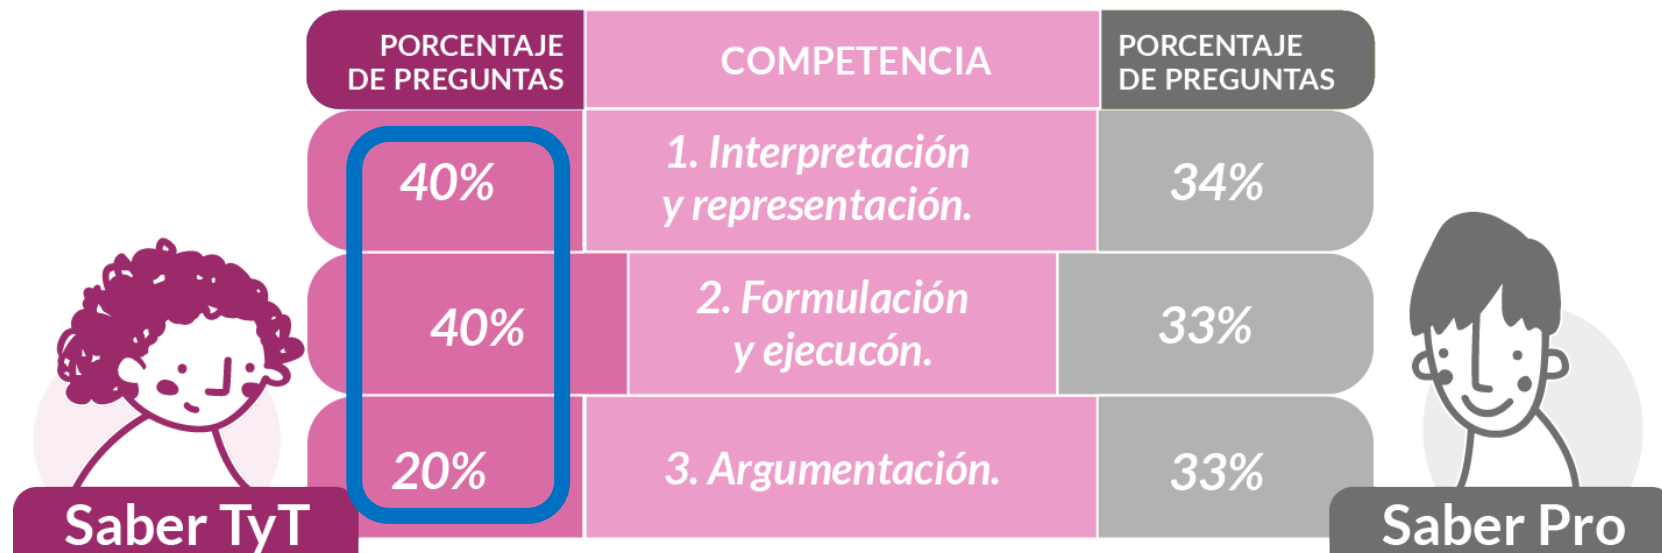 PORCENTAJE
DE PREGUNTAS
COMPETENCIA
PORCENTAJE
DE PREGUNTAS
40%
1. Interpretación
y representación.
34%
40%
2. Formulación
y ejecucón.
33%
20%
3. Argumentación.
33%
Saber TyT
Saber Pro